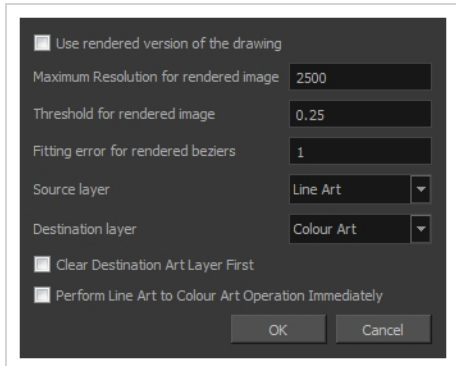 Use rendered version of the drawing
Maximum Resolution for rendered image 2500
Threshold for rendered image 0.25
Fitting error for rendered beziers 1
Source layer Line Art
Destination layer Colour Art
Clear Destination Art Layer First
Perform Line Art to Colour Art Operation Immediately
OK Cancel